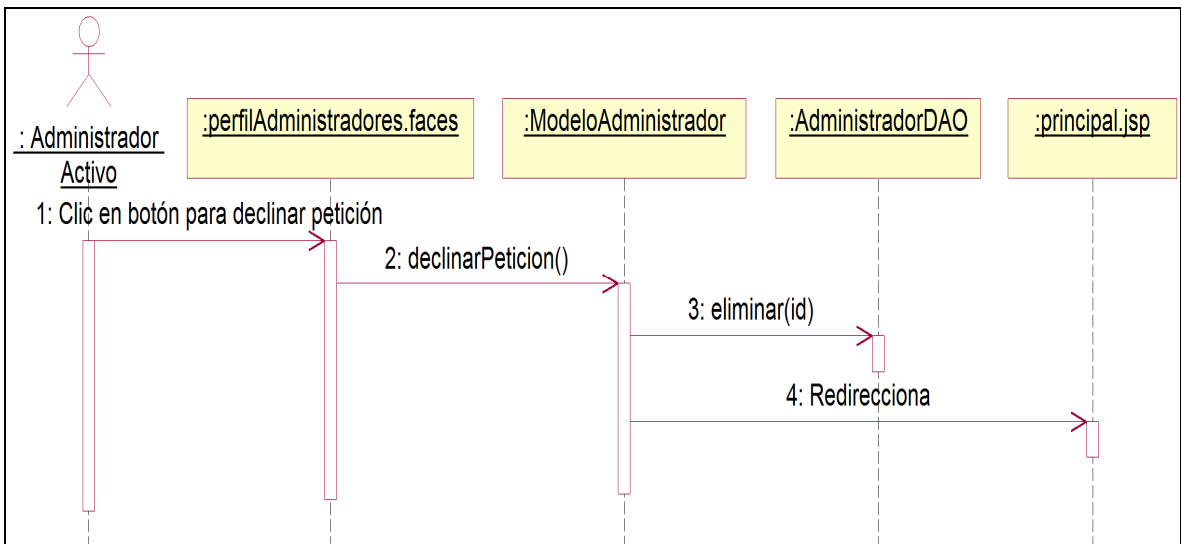 : Administrador
Activo
:perfilAdministradores.faces
:ModeloAdministrador
:AdministradorDAO
:principal.jsp
1: Clic en botón para declinar petición
2: declinarPeticion()
3: eliminar(id)
4: Redirecciona